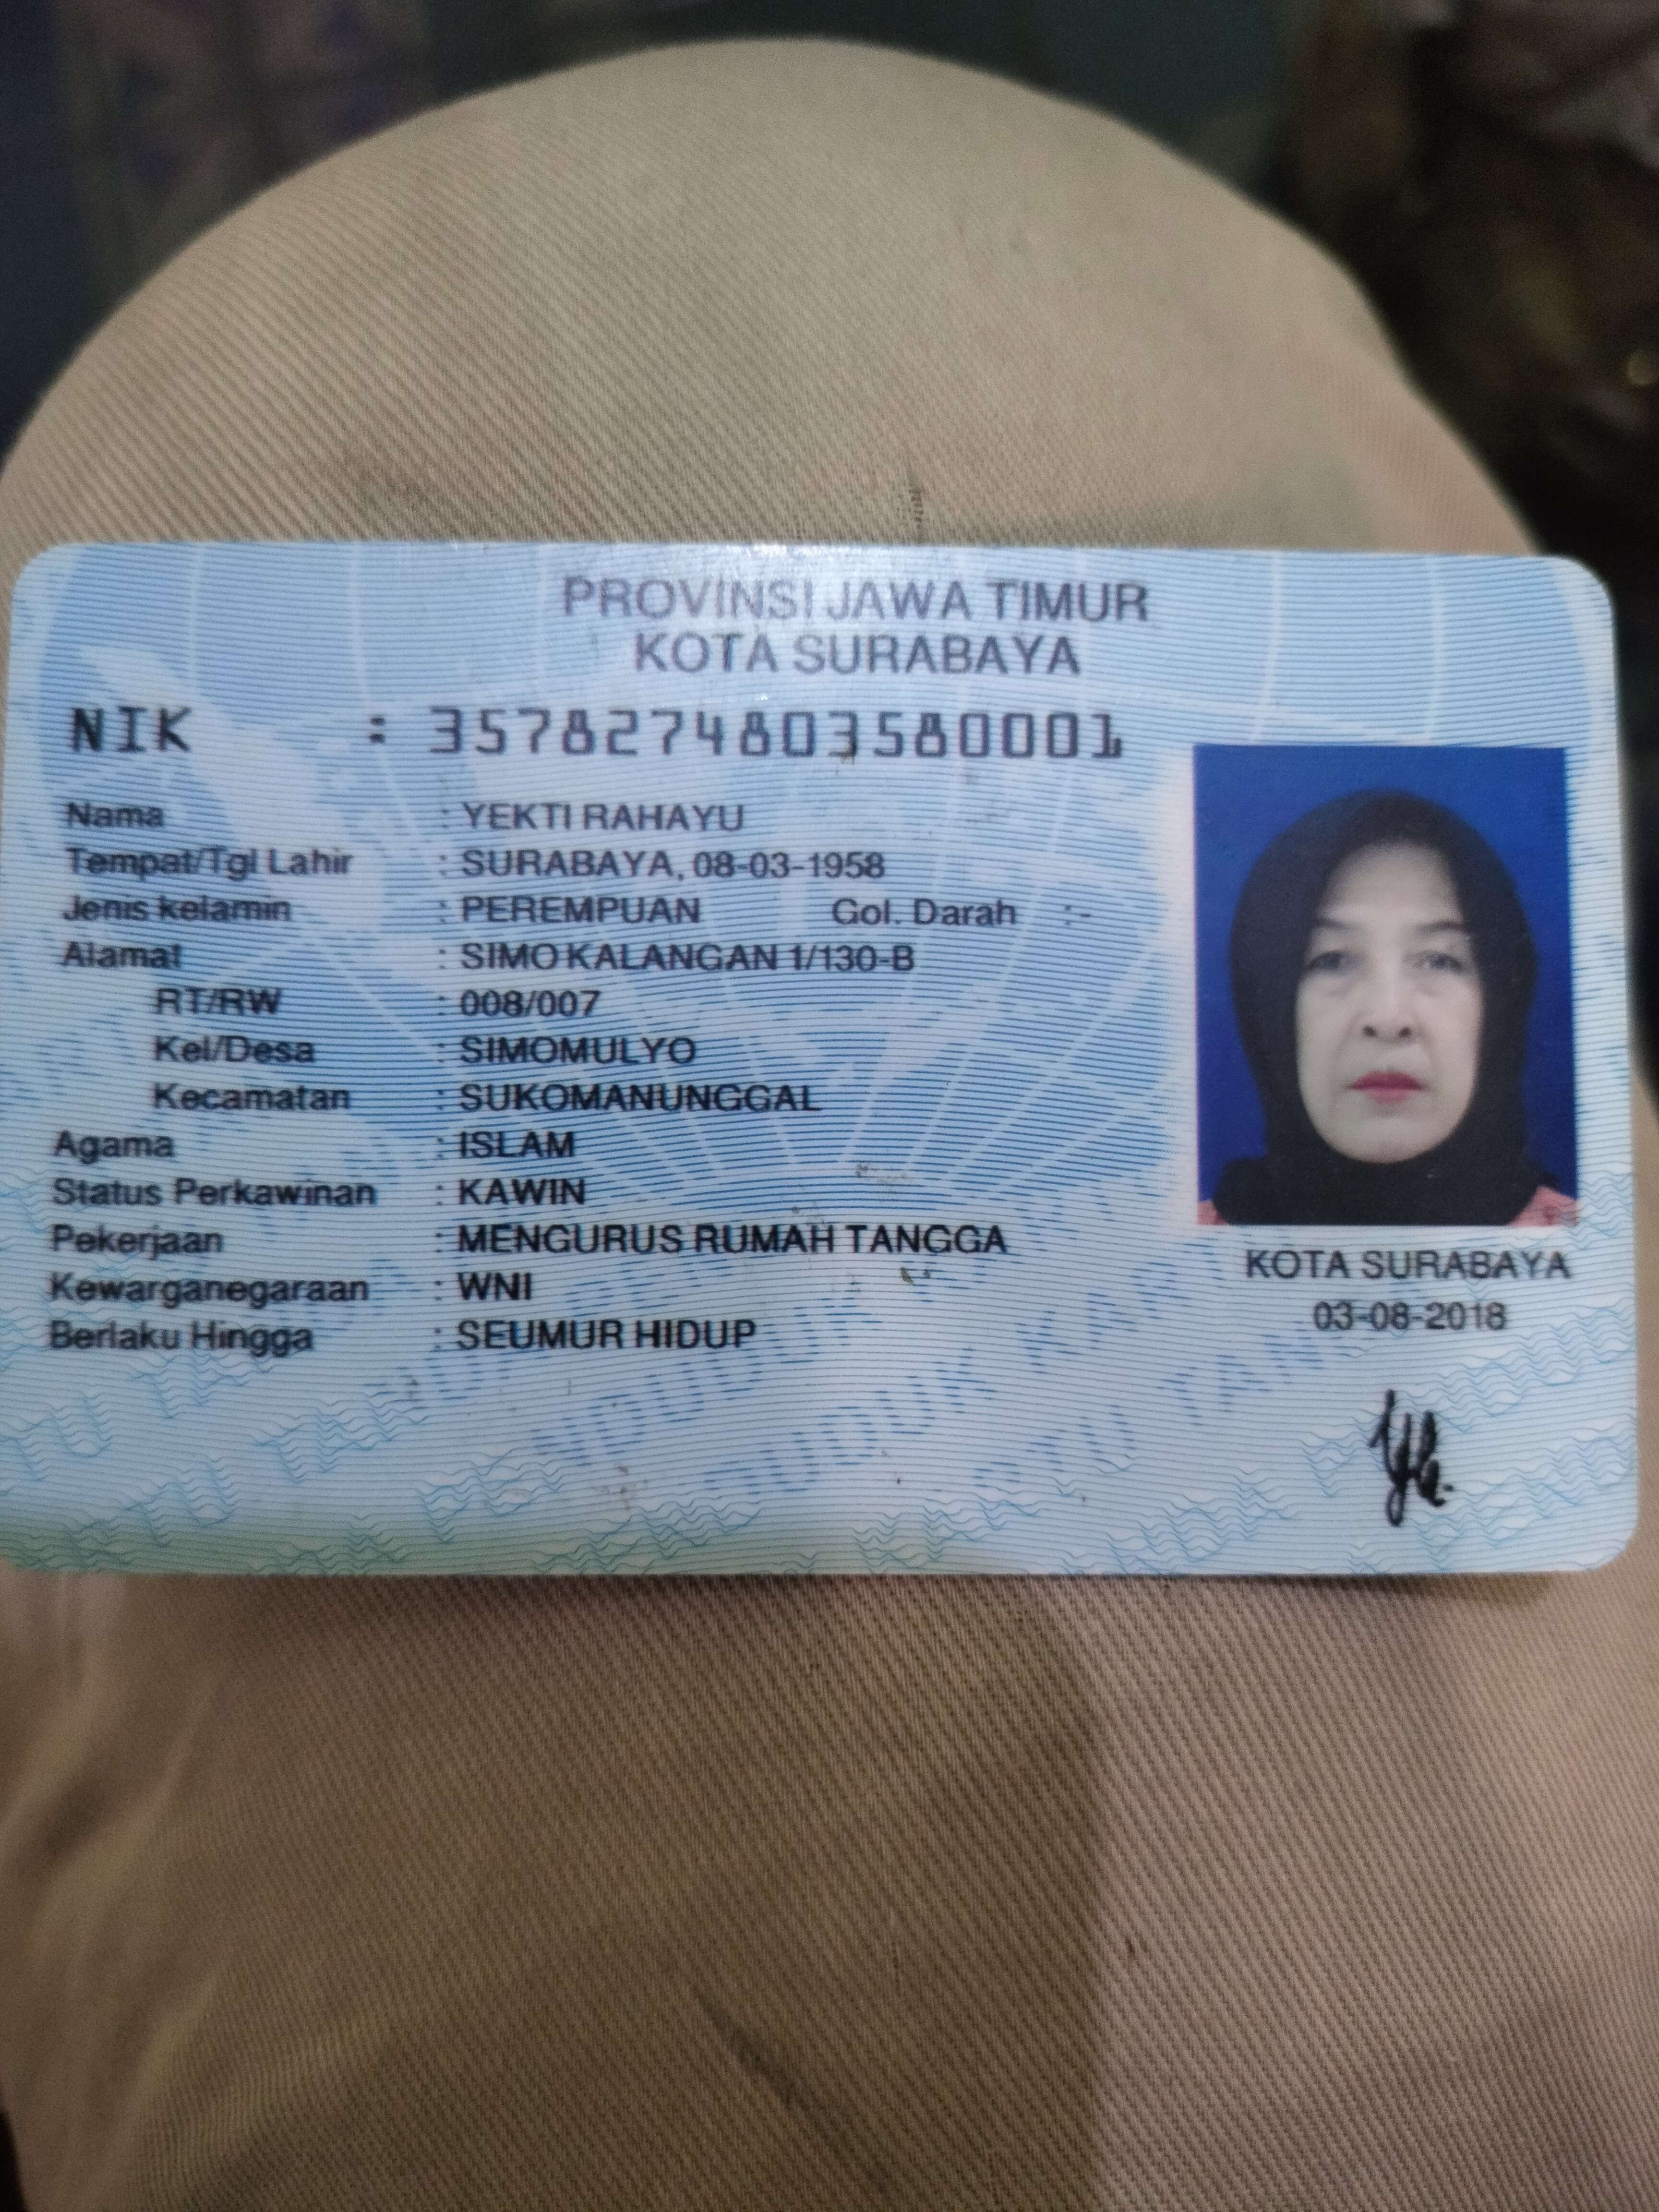 PROVINSI JAWA TIMUR
KOTA SURABAYA
NIK : 3578274803580001
Nama : YEKTI RAHAYU
Tempat/Tgl Lahir : SURABAYA, 08-03-1958
Jenis kelamin : PEREMPUAN Gol. Darah :-
Alamat : SIMO KALANGAN 1/130-B
RT/RW : 008/007
Kel/Desa : SIMOMULYO
Kecamatan : SUKOMANUNGGAL
Agama : ISLAM
Status Perkawinan : KAWIN
Pekerjaan : MENGURUS RUMAH TANGGA
Kewarganegaraan : WNI
Berlaku Hingga : SEUMUR HIDUP
KOTA SURABAYA
03-08-2018